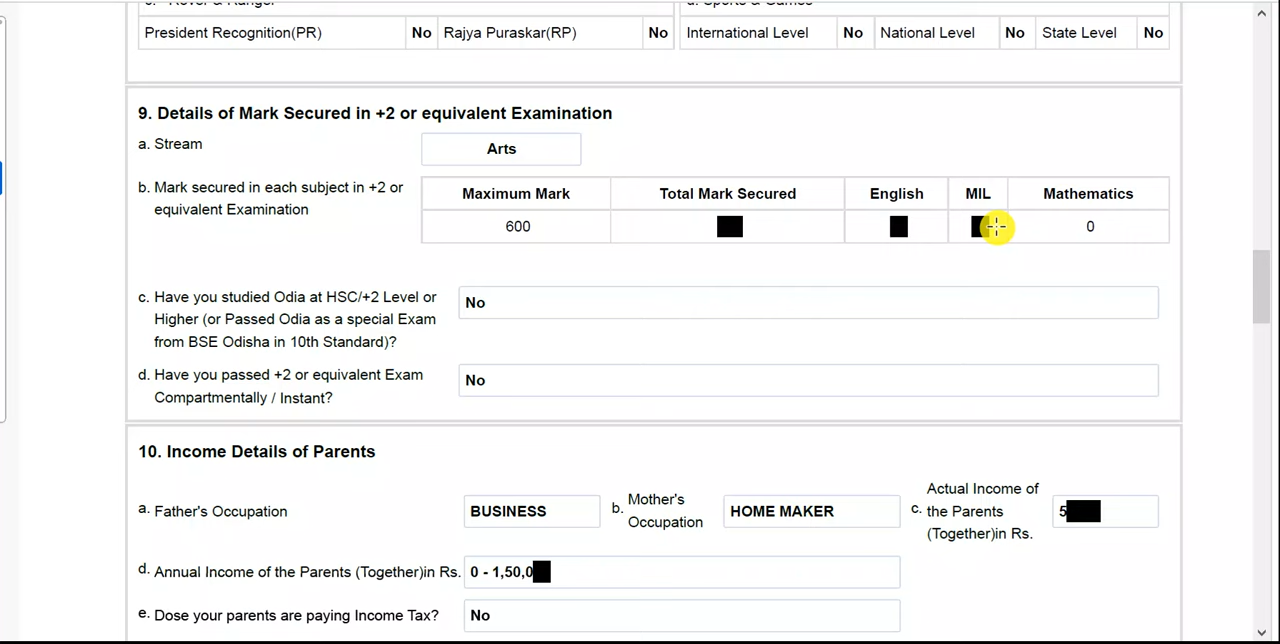 President Recognition(PR) No Rajya Puraskar(RP) No International Level No National Level No State Level No
9. Details of Mark Secured in +2 or equivalent Examination
a. Stream Arts
b. Mark secured in each subject in +2 or equivalent Examination
Maximum Mark Total Mark Secured English MIL Mathematics
600 0
c. Have you studied Odia at HSC/+2 Level or
Higher (or Passed Odia as a special Exam
from BSE Odisha in 10th Standard)?
No
d. Have you passed +2 or equivalent Exam
Compartmentally / Instant?
No
10. Income Details of Parents
a. Father's Occupation BUSINESS
b. Mother's
Occupation
HOME MAKER
c. Actual Income of
the Parents
(Together)in Rs.
5
d. Annual Income of the Parents (Together)in Rs. 0 - 1,50,0
e. Dose your parents are paying Income Tax? No